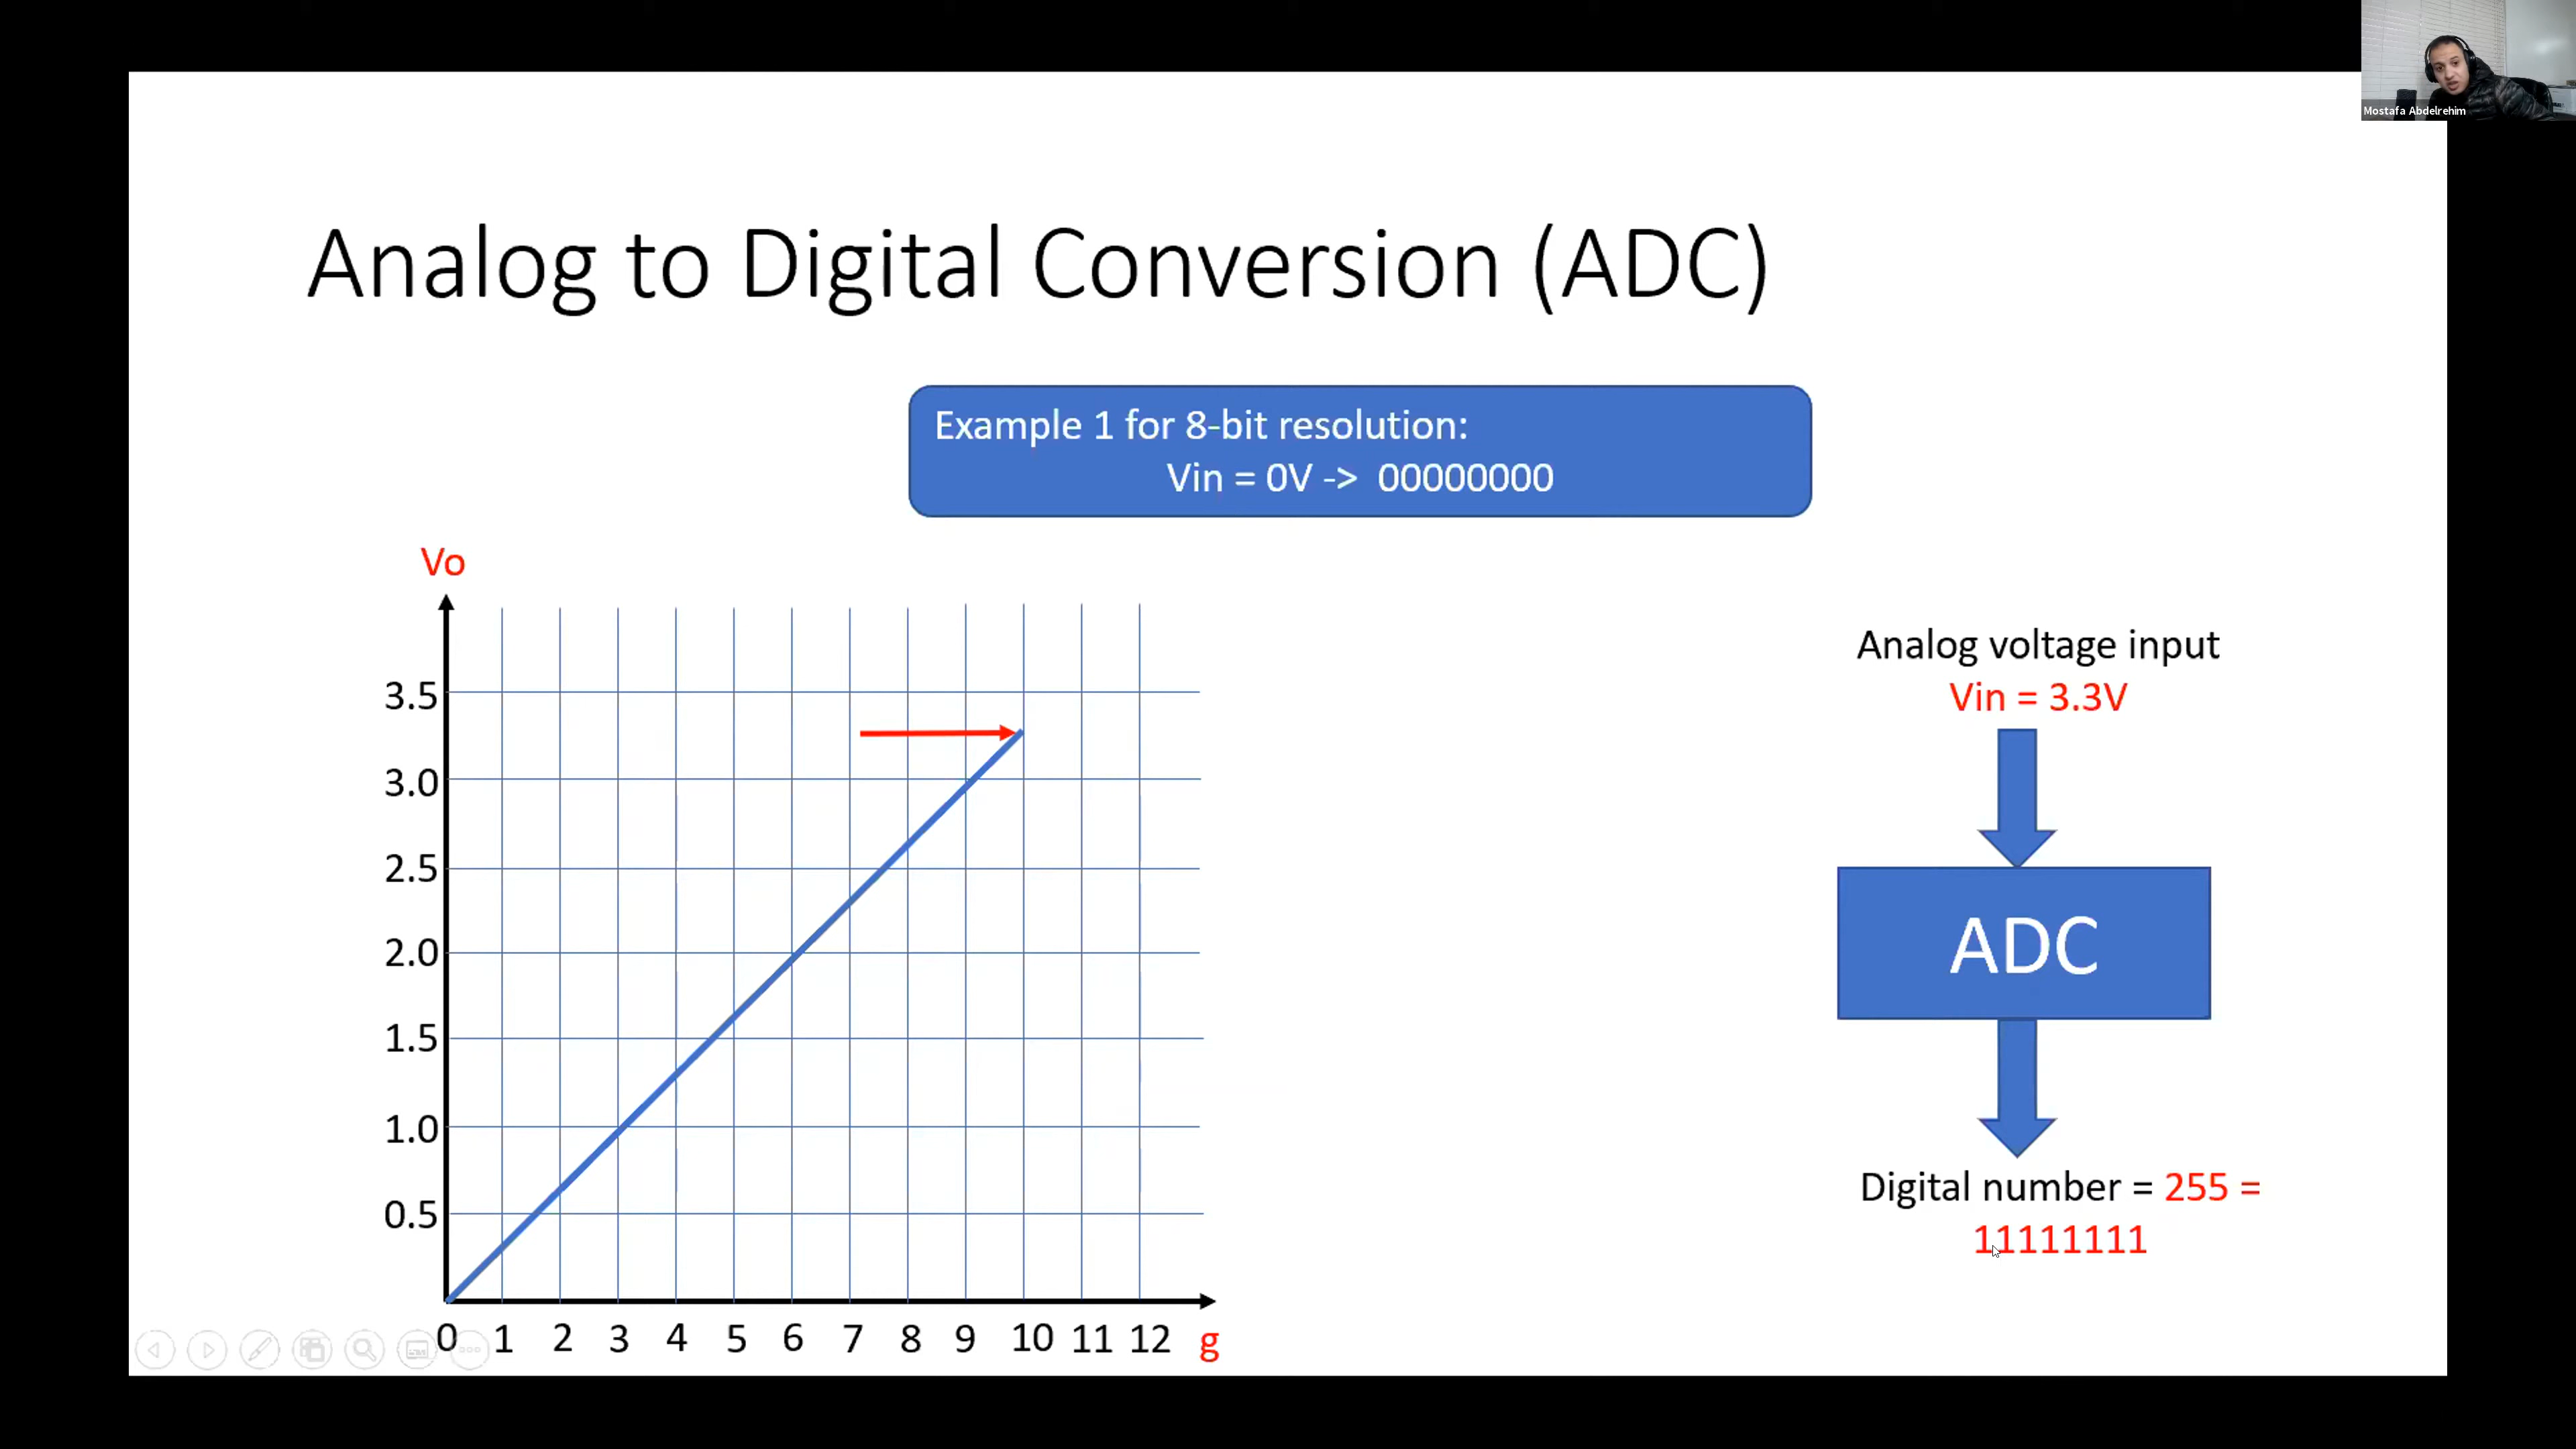 Mostafa Abdelrehim
Analog to Digital Conversion (ADC)
Example 1 for 8-bit resolution:
Vin = 0V -> 00000000
Vo
3.5
3.0
2.5
2.0
1.5
1.0
0.5
0 1 2 3 4 5 6 7 8 9 10 11 12 g
Analog voltage input
Vin = 3.3V
ADC
Digital number = 255 =
11111111